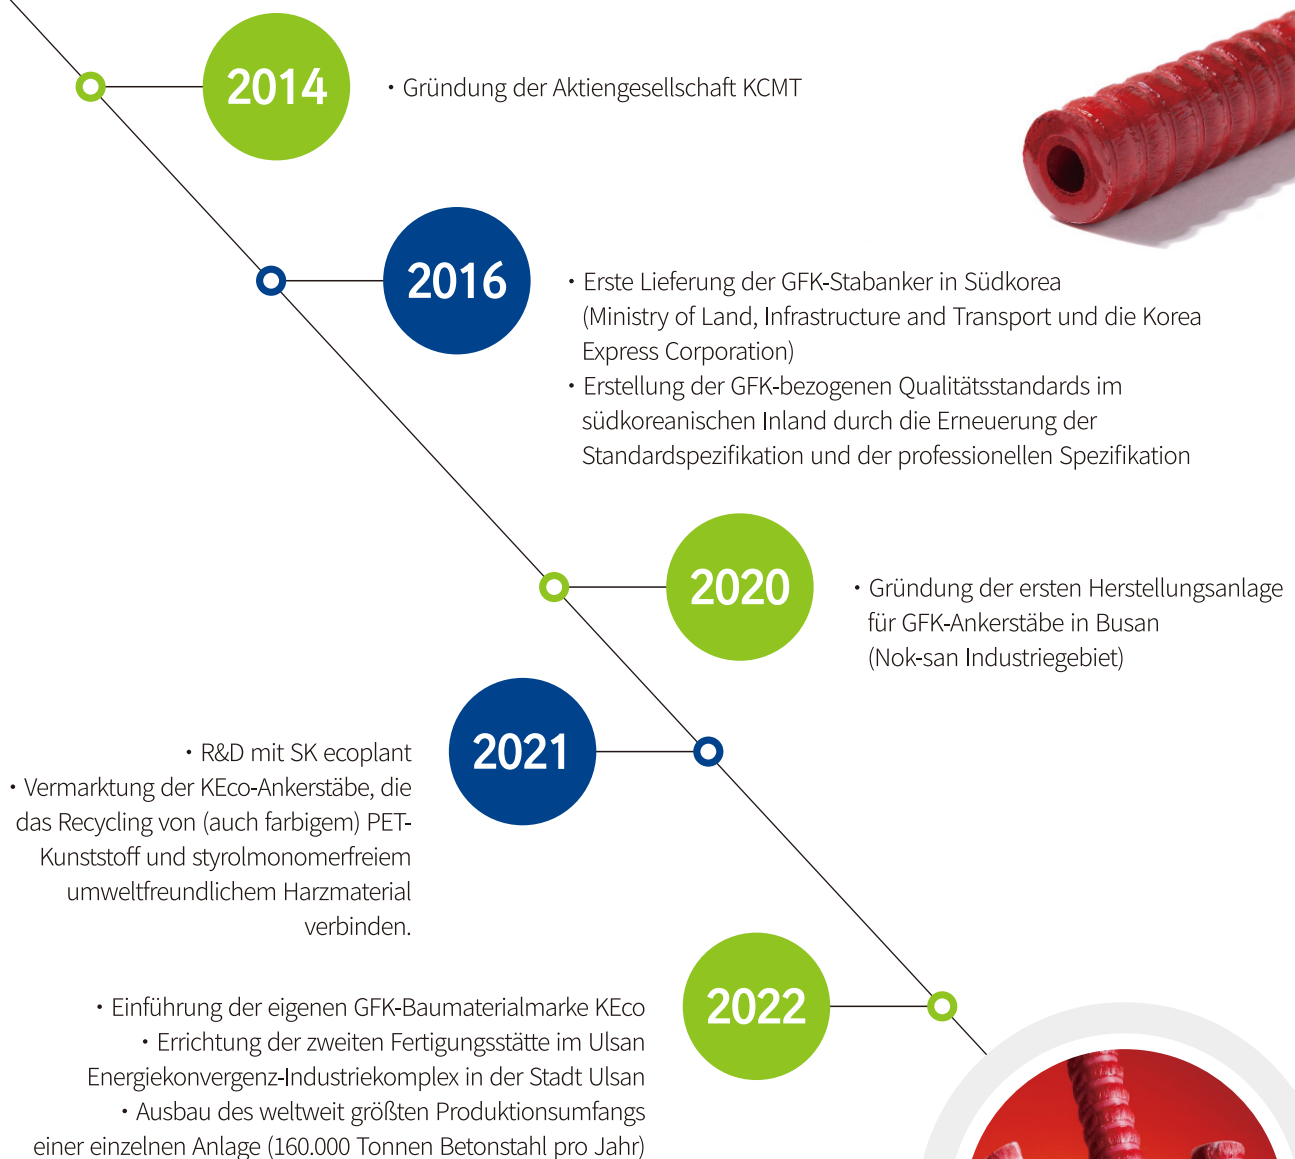 2014
• Gründung der Aktiengesellschaft KCMT
2016
• Erste Lieferung der GFK-Stabanker in Südkorea
(Ministry of Land, Infrastructure and Transport und die Korea
Express Corporation)
• Erstellung der GFK-bezogenen Qualitätsstandards im
südkoreanischen Inland durch die Erneuerung der
Standardspezifikation und der professionellen Spezifikation
2020
• Gründung der ersten Herstellungsanlage
für GFK-Ankerstäbe in Busan
(Nok-san Industriegebiet)
2021
• R&D mit SK ecoplant
• Vermarktung der KEco-Ankerstäbe, die
das Recycling von (auch farbigem) PET-
Kunststoff und styrolmonomerfreiem
umweltfreundlichem Harzmaterial
verbinden.
2022
• Einführung der eigenen GFK-Baumaterialmarke KEco
• Errichtung der zweiten Fertigungsstätte im Ulsan
Energiekonvergenz-Industriekomplex in der Stadt Ulsan
• Ausbau des weltweit größten Produktionsumfangs
einer einzelnen Anlage (160.000 Tonnen Betonstahl pro Jahr)